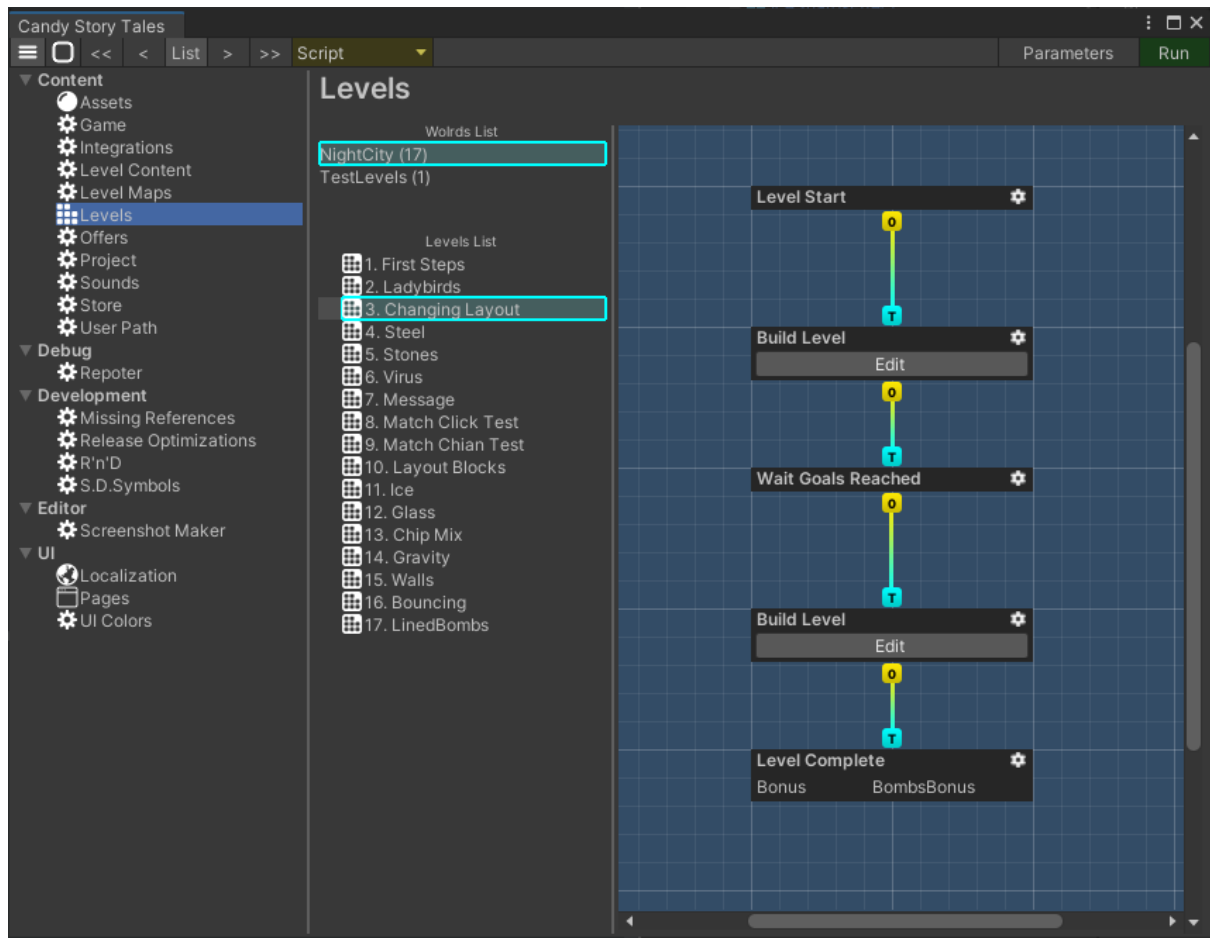 Candy Story Tales
<< < List > >> Script Parameters Run
Content
Assets
Game
Integrations
Level Content
Level Maps
Levels
Offers
Project
Sounds
Store
User Path
Debug
Repoter
Development
Missing References
Release Optimizations
R'n'D
S.D.Symbols
Editor
Screenshot Maker
UI
Localization
Pages
UI Colors
Levels
Wolrds List
NightCity (17)
TestLevels (1)
Levels List
1. First Steps
2. Ladybirds
3. Changing Layout
4. Steel
5. Stones
6. Virus
7. Message
8. Match Click Test
9. Match Chian Test
10. Layout Blocks
11. Ice
12. Glass
13. Chip Mix
14. Gravity
15. Walls
16. Bouncing
17. LinedBombs
Level Start
O
T
Build Level
Edit
O
T
Wait Goals Reached
O
T
Build Level
Edit
O
T
Level Complete
Bonus BombsBonus